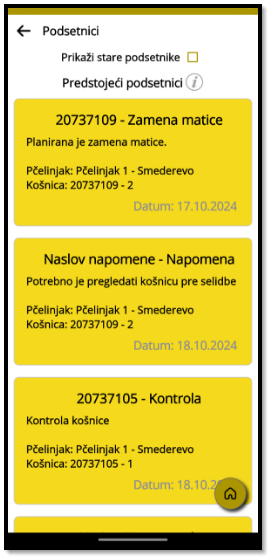 Podsetnici
Prikaži stare podsetnike
Predstojeći podsetnici i
20737109 - Zamena matice
Planirana je zamena matice.
Pčelinjak: Pčelinjak 1 - Smederevo
Košnica: 20737109 - 2
Datum: 17.10.2024
Naslov napomene - Napomena
Potrebno je pregledati košnicu pre selidbe
Pčelinjak: Pčelinjak 1 - Smederevo
Košnica: 20737109 - 2
Datum: 18.10.2024
20737105 - Kontrola
Kontrola košnice
Pčelinjak: Pčelinjak 1 - Smederevo
Košnica: 20737105 - 1
Datum: 18.10.2